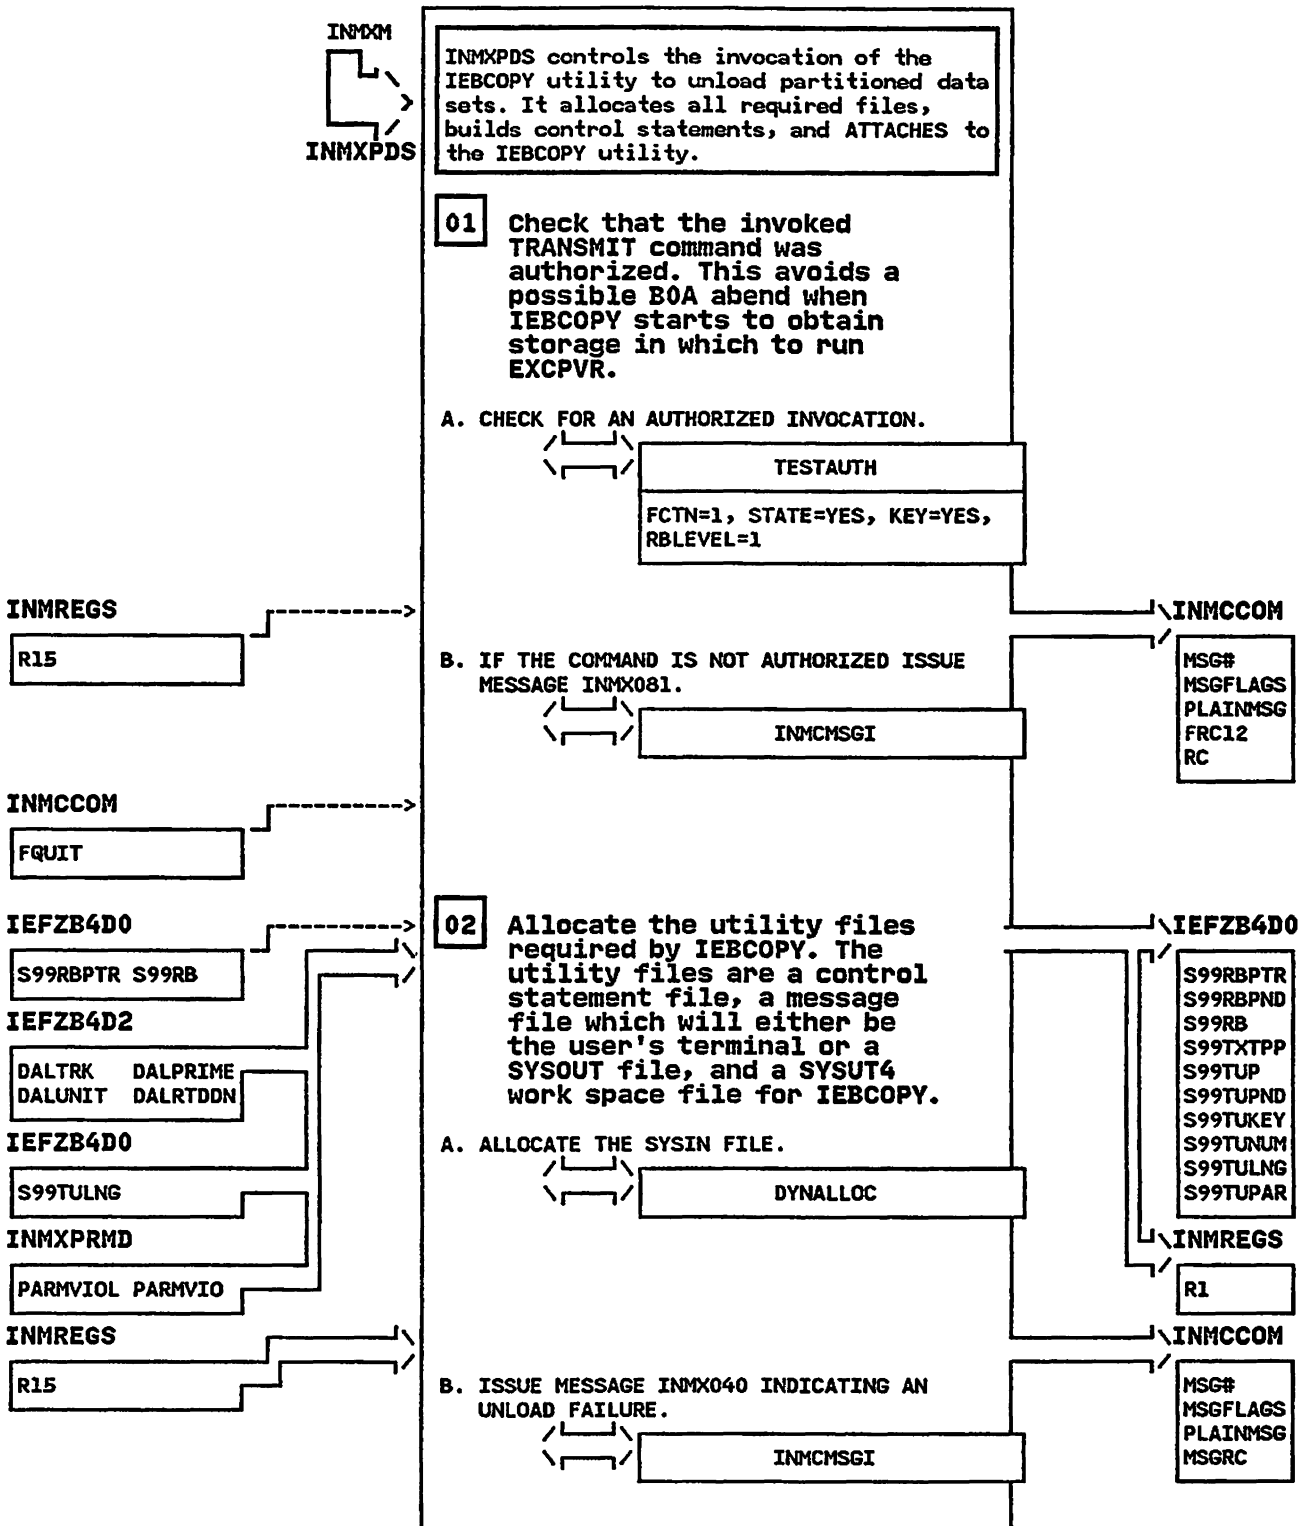 INMXM
INMXPDS
INMXPDS controls the invocation of the
IEBCOPY utility to unload partitioned data
sets. It allocates all required files,
builds control statements, and ATTACHES to
the IEBCOPY utility.
01
Check that the invoked
TRANSMIT command was
authorized. This avoids a
possible B0A abend when
IEBCOPY starts to obtain
storage in which to run
EXCPVR.
A. CHECK FOR AN AUTHORIZED INVOCATION.
TESTAUTH
FCTN=1, STATE=YES, KEY=YES,
RBLEVEL=1
INMREGS
R15
INMCCOM
MSG#
MSGFLAGS
PLAINMSG
FRC12
RC
B. IF THE COMMAND IS NOT AUTHORIZED ISSUE
MESSAGE INMX081.
INMCMSGI
INMCCOM
FQUIT
IEFZB4D0
S99RBPTR S99RB
IEFZB4D2
DALTRK DALPRIME
DALUNIT DALRTDDN
IEFZB4D0
S99TULNG
INMXPRMD
PARMVIOL PARMVIO
INMREGS
R15
02
Allocate the utility files
required by IEBCOPY. The
utility files are a control
statement file, a message
file which will either be
the user's terminal or a
SYSOUT file, and a SYSUT4
work space file for IEBCOPY.
A. ALLOCATE THE SYSIN FILE.
DYNALLOC
IEFZB4D0
S99RBPTR
S99RBPND
S99RB
S99TXTPP
S99TUP
S99TUPND
S99TUKEY
S99TUNUM
S99TULNG
S99TUPAR
INMREGS
R1
INMCCOM
MSG#
MSGFLAGS
PLAINMSG
MSGRC
B. ISSUE MESSAGE INMX040 INDICATING AN
UNLOAD FAILURE.
INMCMSGI